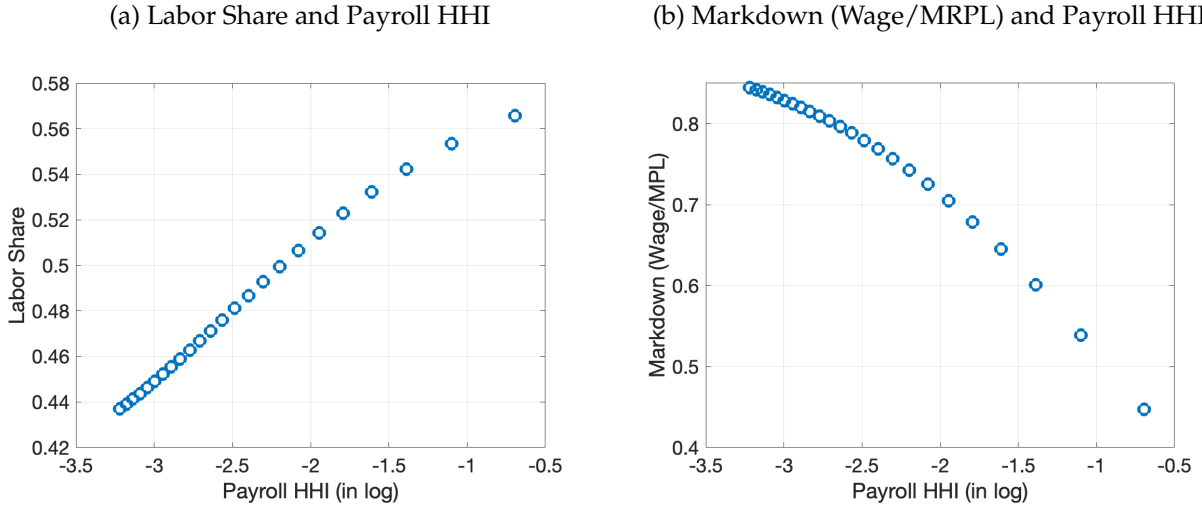 (a) Labor Share and Payroll HHI
0.58
0.56
0.54
0.52
0.5
0.48
0.46
0.44
0.42
Labor Share
-3.5 -3 -2.5 -2 -1.5 -1 -0.5
Payroll HHI (in log)
(b) Markdown (Wage/MRPL) and Payroll HHI
0.8
0.7
0.6
0.5
0.4
Markdown (Wage/MPL)
-3.5 -3 -2.5 -2 -1.5 -1 -0.5
Payroll HHI (in log)